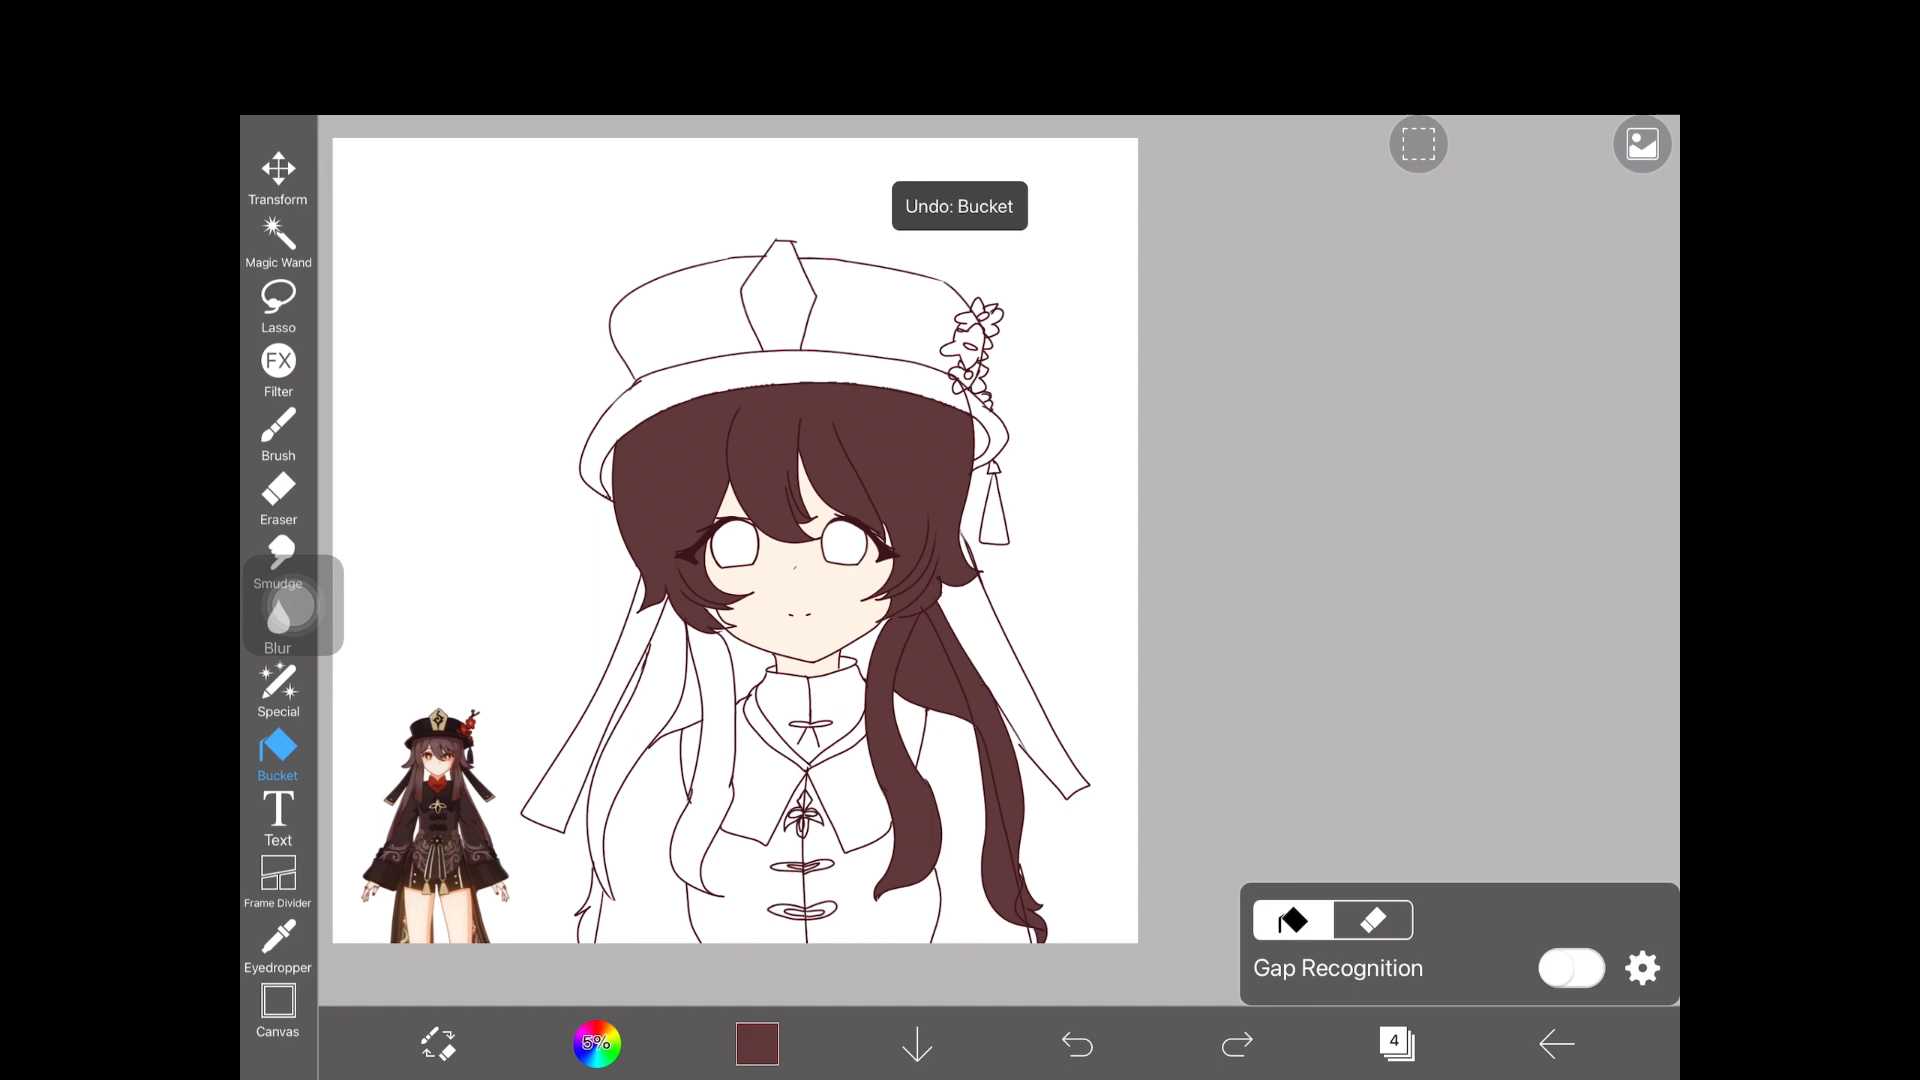 Transform
Magic Wand
Lasso
FX
Filter
Brush
Eraser
Smudge
Blur
Special
Bucket
T
Text
Frame Divider
Eyedropper
Canvas
Undo: Bucket
Gap Recognition
5%
4